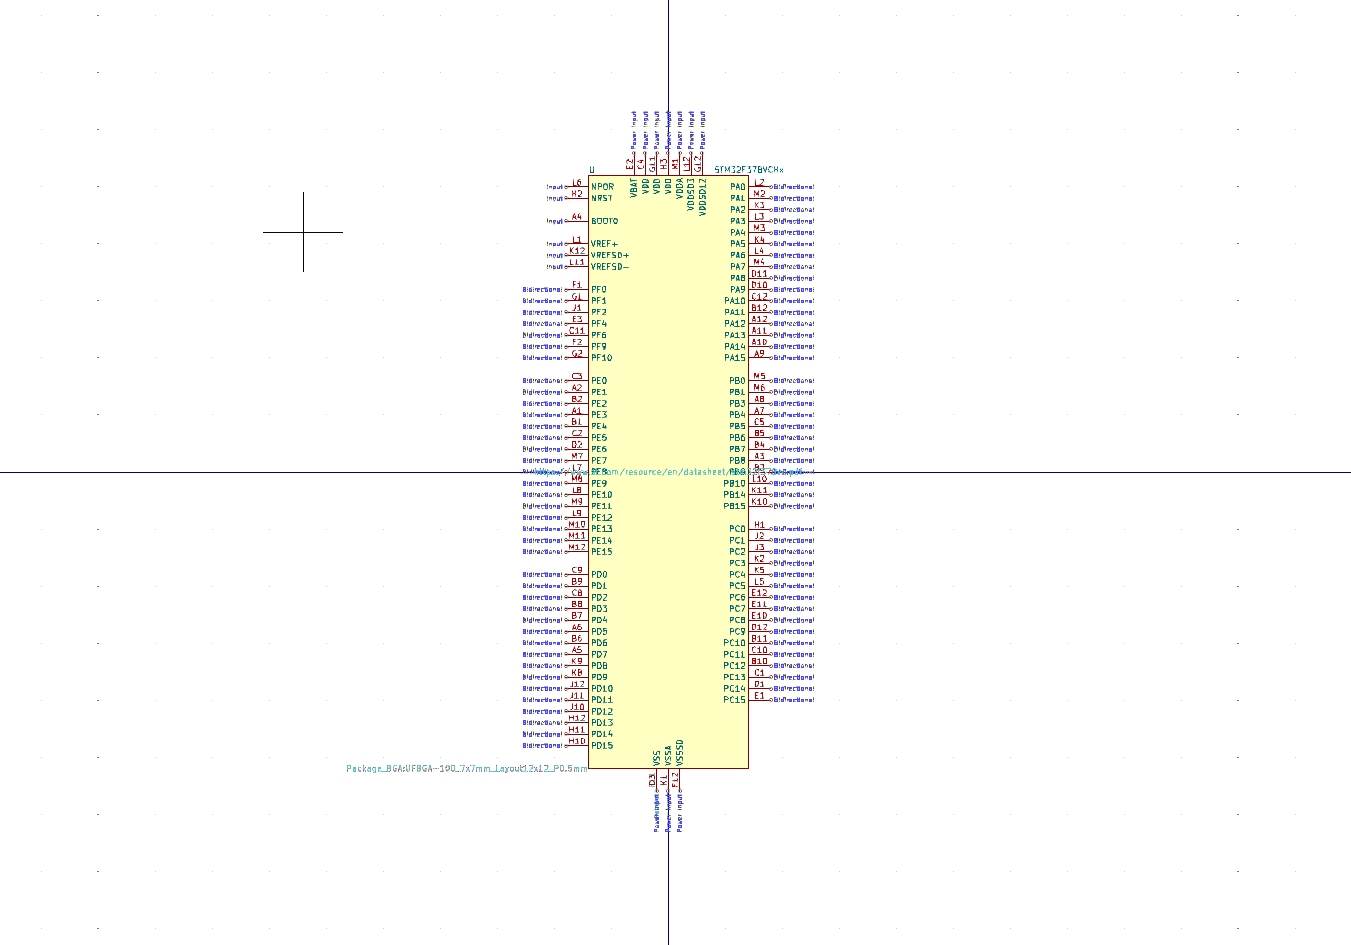 Power Input Power Input Power Input Power Input Power Input Power Input Power Input
E2 C4 G11 H3 M1 L12 G12
U STM32F378VCHx
VBAT VDD VDD VDD VDDA VDDSD3 VDDSD12
Input L6 NPOR PA0 L2 Bidirectional
Input H2 NRST PA1 M2 Bidirectional
PA2 K3 Bidirectional
Input A4 BOOT0 PA3 L3 Bidirectional
PA4 M3 Bidirectional
Input L1 VREF+ PA5 K4 Bidirectional
Input K12 VREFSD+ PA6 L4 Bidirectional
Input L11 VREFSD- PA7 M4 Bidirectional
PA8 D11 Bidirectional
Bidirectional F1 PF0 PA9 D10 Bidirectional
Bidirectional G1 PF1 PA10 C12 Bidirectional
Bidirectional J1 PF2 PA11 B12 Bidirectional
Bidirectional E3 PF4 PA12 A12 Bidirectional
Bidirectional C11 PF6 PA13 A11 Bidirectional
Bidirectional F2 PF9 PA14 A10 Bidirectional
Bidirectional G2 PF10 PA15 A9 Bidirectional
Bidirectional C3 PE0 PB0 M5 Bidirectional
Bidirectional A2 PE1 PB1 M6 Bidirectional
Bidirectional B2 PE2 PB3 A8 Bidirectional
Bidirectional A1 PE3 PB4 A7 Bidirectional
Bidirectional B1 PE4 PB5 C5 Bidirectional
Bidirectional C2 PE5 PB6 B5 Bidirectional
Bidirectional D2 PE6 PB7 B4 Bidirectional
Bidirectional M7 PE7 PB8 A3 Bidirectional
L7 PE8 PB9 B3
Bidirectional M8 PE9 PB10 L10 Bidirectional
Bidirectional L8 PE10 PB14 K11 Bidirectional
Bidirectional M9 PE11 PB15 K10 Bidirectional
Bidirectional L9 PE12
Bidirectional M10 PE13 PC0 H1 Bidirectional
Bidirectional M11 PE14 PC1 J2 Bidirectional
Bidirectional M12 PE15 PC2 J3 Bidirectional
PC3 K2 Bidirectional
Bidirectional C9 PD0 PC4 K5 Bidirectional
Bidirectional B9 PD1 PC5 L5 Bidirectional
Bidirectional C8 PD2 PC6 E12 Bidirectional
Bidirectional B8 PD3 PC7 E11 Bidirectional
Bidirectional B7 PD4 PC8 E10 Bidirectional
Bidirectional A6 PD5 PC9 D12 Bidirectional
Bidirectional B6 PD6 PC10 B11 Bidirectional
Bidirectional A5 PD7 PC11 C10 Bidirectional
Bidirectional K9 PD8 PC12 B10 Bidirectional
Bidirectional K8 PD9 PE13 C1 Bidirectional
Bidirectional J12 PD10 PC14 D1 Bidirectional
Bidirectional J11 PD11 PC15 E1 Bidirectional
Bidirectional J10 PD12
Bidirectional H12 PD13
Bidirectional H11 PD14
Bidirectional H10 PD15
VSS VSSA VSSSD
Package_BGA:UFBGA-100_7x7mm_Layout12x12_P0.5mm
D3 K1 F12
Power Input Power Input